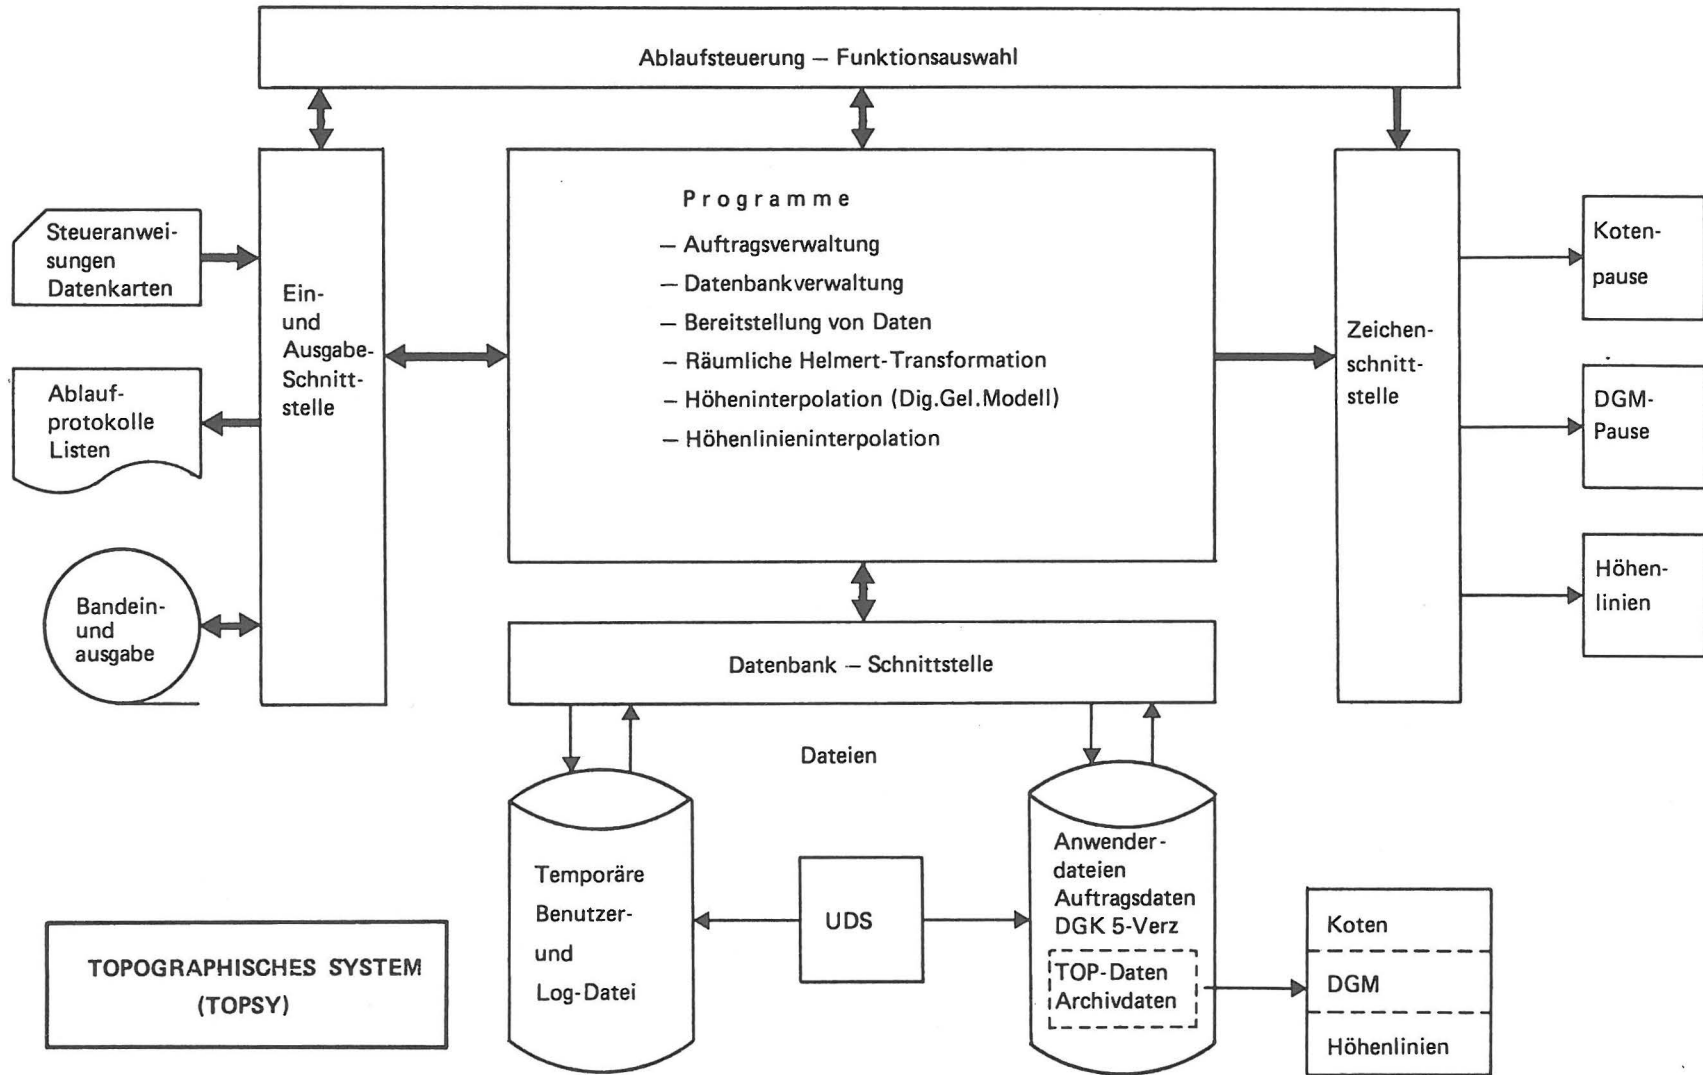 Ablaufsteuerung — Funktionsauswahl
Steueranwei-
sungen
Datenkarten
Ablauf-
protokolle
Listen
Bandein-
und
ausgabe
Ein-
und
Ausgabe-
Schnitt-
stelle
P r o g r a m m e
— Auftragsverwaltung
— Datenbankverwaltung
— Bereitstellung von Daten
— Räumliche Helmert-Transformation
— Höheninterpolation (Dig.Gel.Modell)
— Höhenlinieninterpolation
Zeichen-
schnitt-
stelle
Koten-
pause
DGM-
Pause
Höhen-
linien
Datenbank — Schnittstelle
Dateien
Temporäre
Benutzer-
und
Log-Datei
UDS
Anwender-
dateien
Auftragsdaten
DGK 5-Verz
TOP-Daten
Archivdaten
Koten
DGM
Höhenlinien
TOPOGRAPHISCHES SYSTEM
(TOPSY)